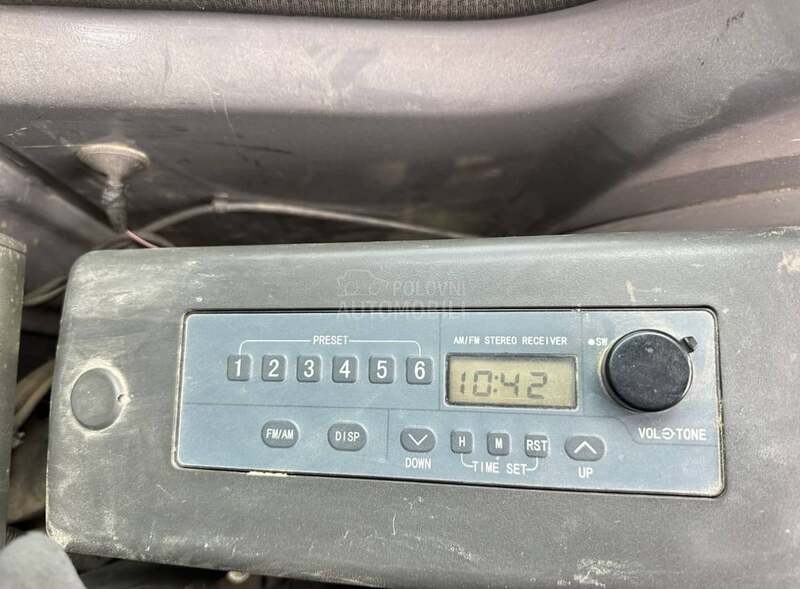 POLOVNI
AUTOMOBILI
PRESET
AM/FM STEREO RECEIVER
1 2 3 4 5 6
10:42
SW
FM/AM DISP
H M RST
VOL TONE
DOWN
TIME SET
UP